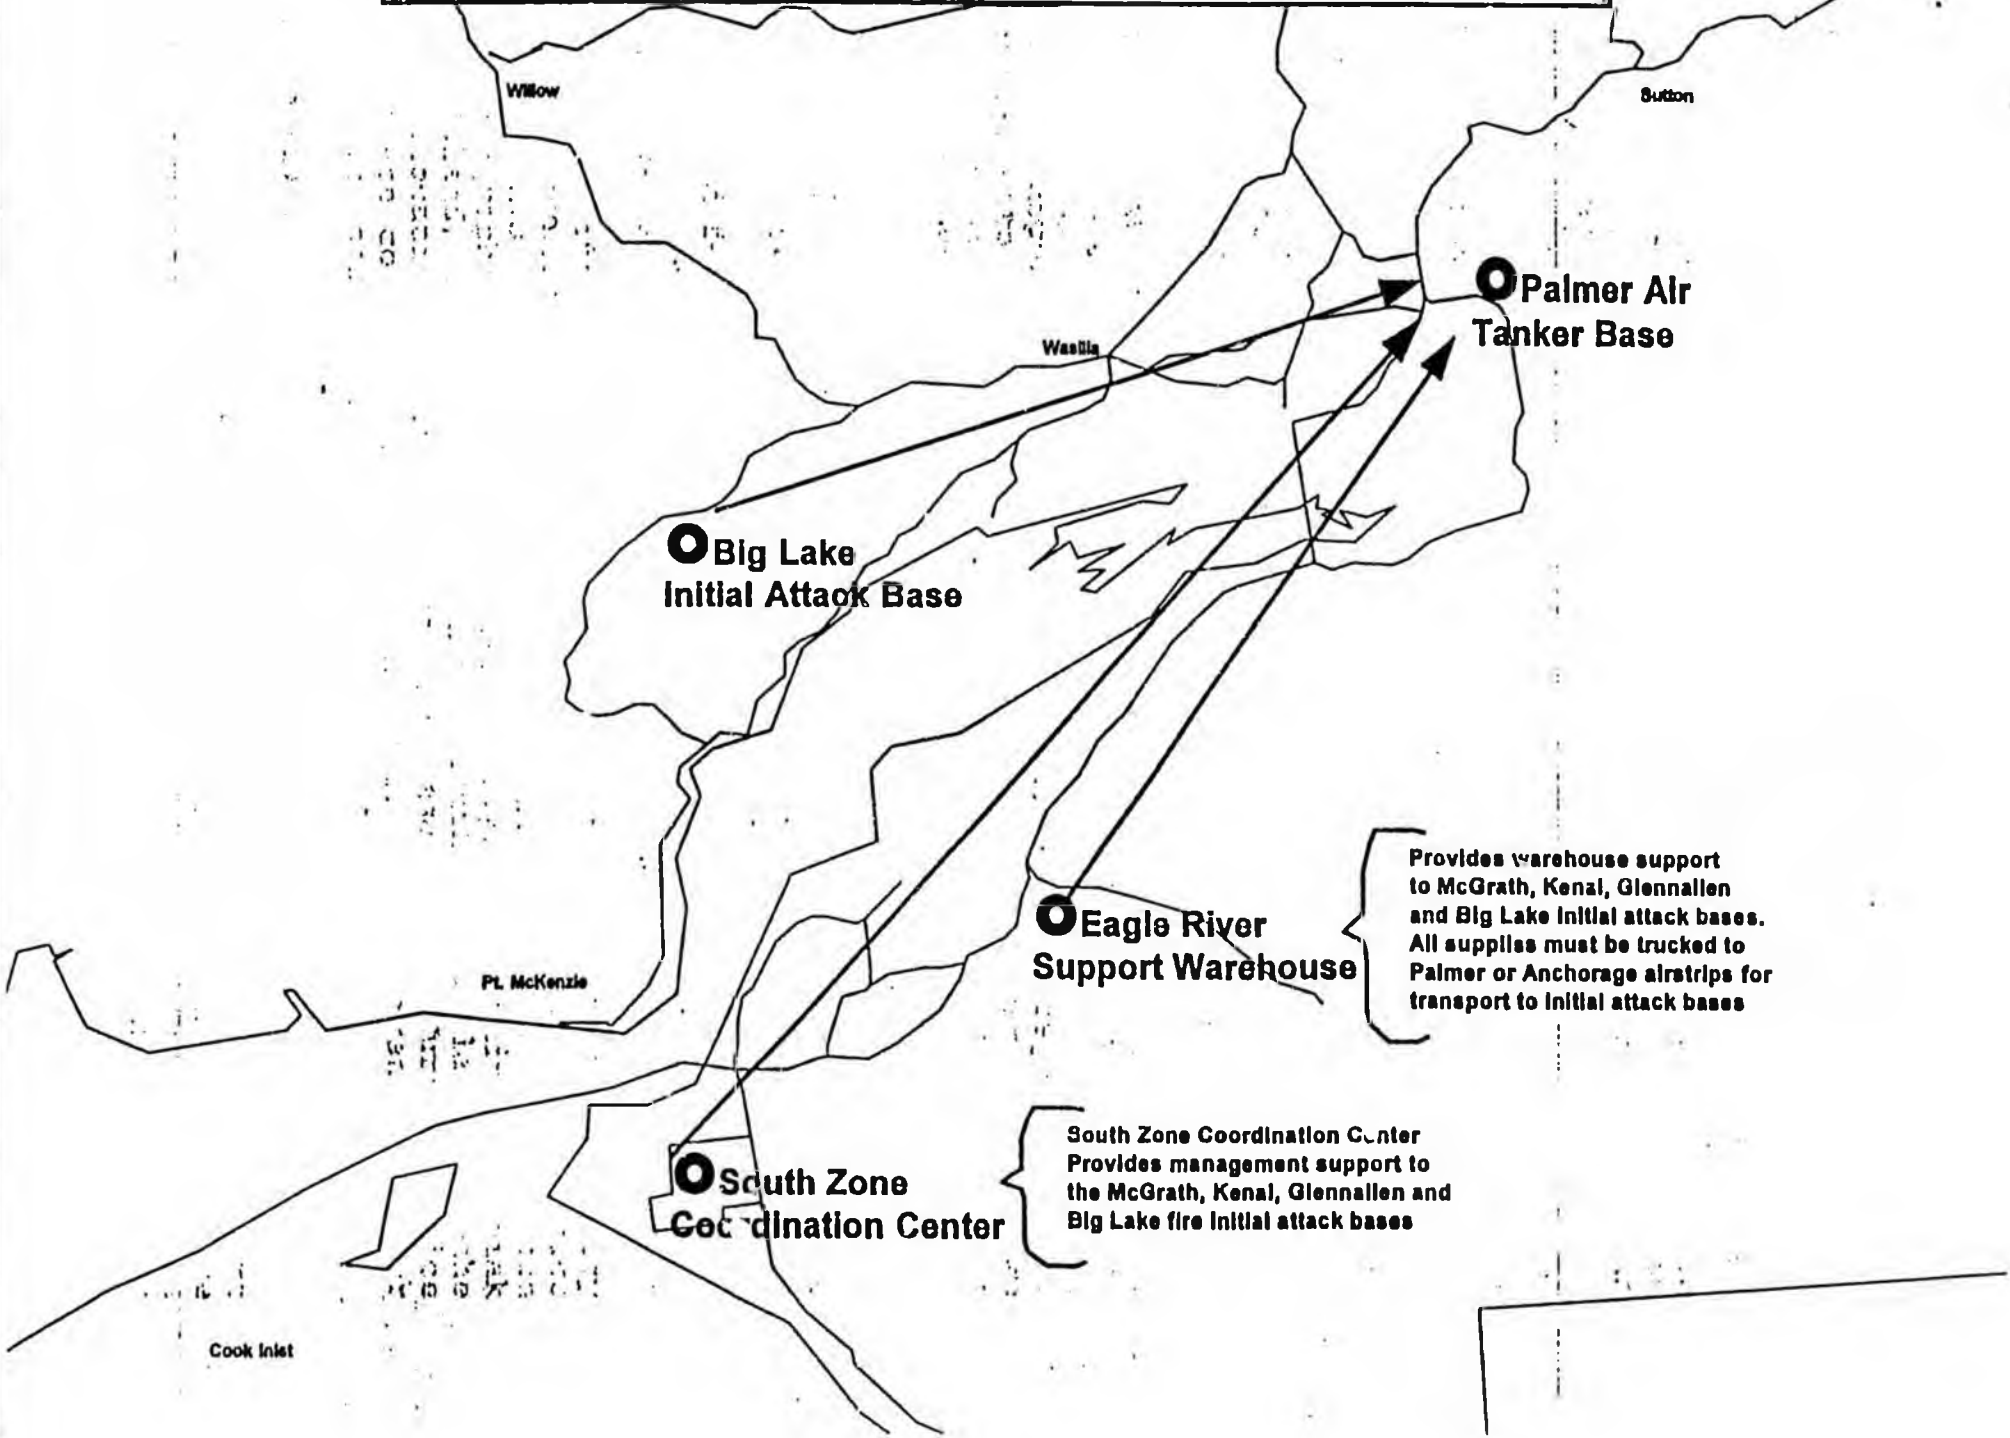 Willow
Sutton
Palmer Air
Tanker Base
Wasilla
Big Lake
Initial Attack Base
Provides warehouse support
to McGrath, Kenai, Glennallen
and Big Lake initial attack bases.
All supplies must be trucked to
Palmer or Anchorage airstrips for
transport to initial attack bases
Eagle River
Support Warehouse
Pt. McKenzie
South Zone Coordination Center
Provides management support to
the McGrath, Kenai, Glennallen and
Big Lake fire initial attack bases
South Zone
Coordination Center
Cook Inlet